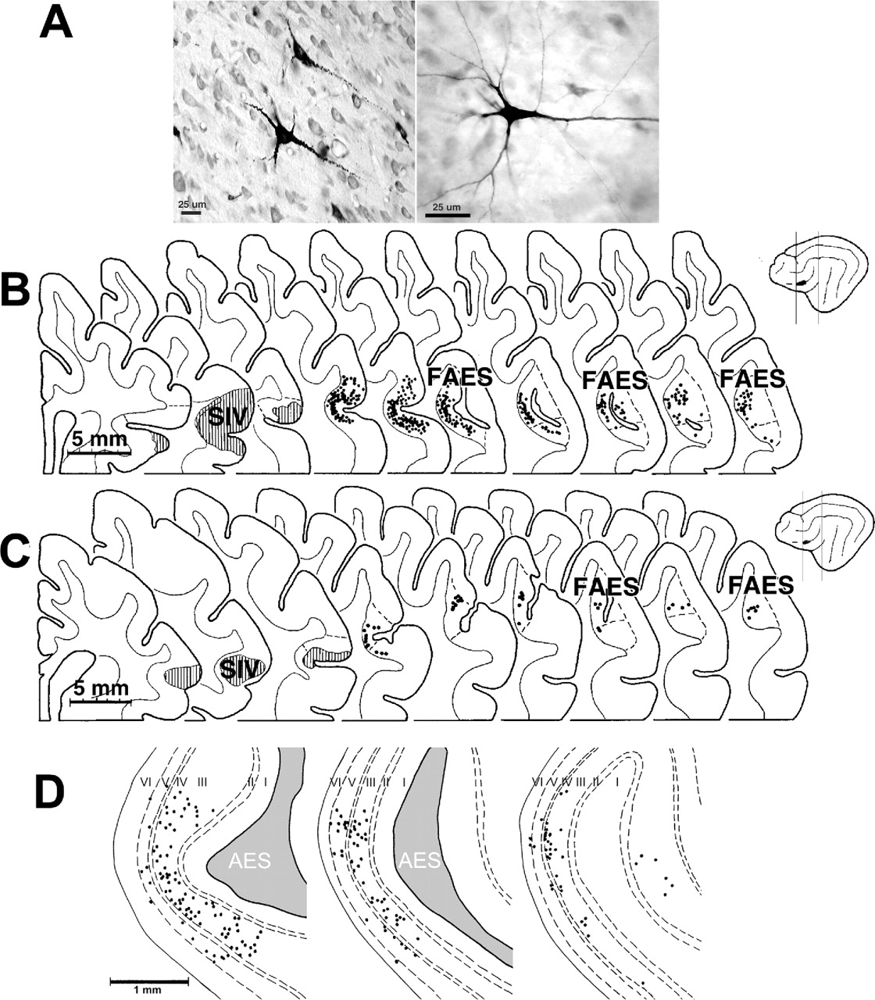 A
25 um
25 um
B
FAES
FAES
FAES
SIV
5 mm
C
FAES
FAES
SIV
5 mm
D
VI V IV III II I
VI V III II I
VI V IV III II I
AES
AES
1 mm